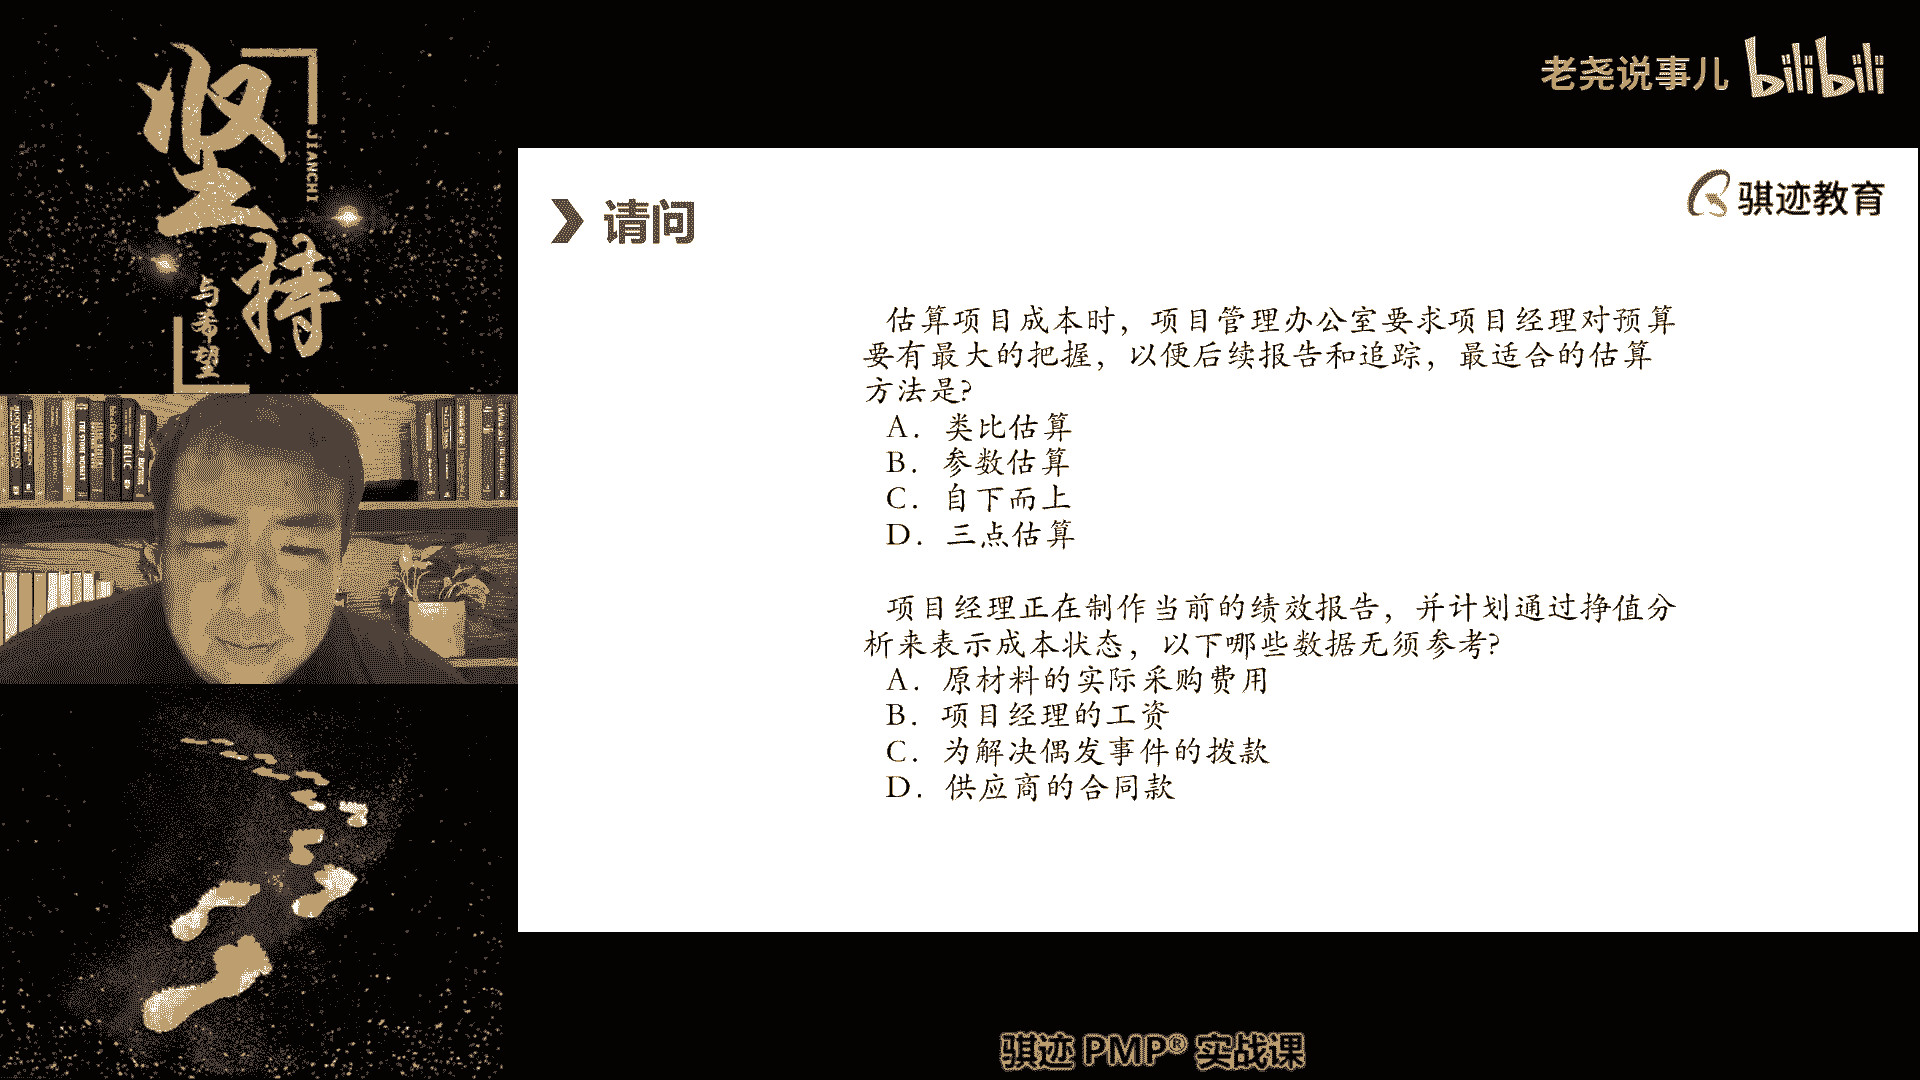 坚持
JIANCHI
与希望
老尧说事儿 bilibili
骐迹教育
请问
估算项目成本时，项目管理办公室要求项目经理对预算
要有最大的把握，以便后续报告和追踪，最适合的估算
方法是?
A. 类比估算
B. 参数估算
C. 自下而上
D. 三点估算
项目经理正在制作当前的绩效报告，并计划通过挣值分
析来表示成本状态，以下哪些数据无须参考?
A. 原材料的实际采购费用
B. 项目经理的工资
C. 为解决偶发事件的拨款
D. 供应商的合同款
骐迹 PMP® 实战课